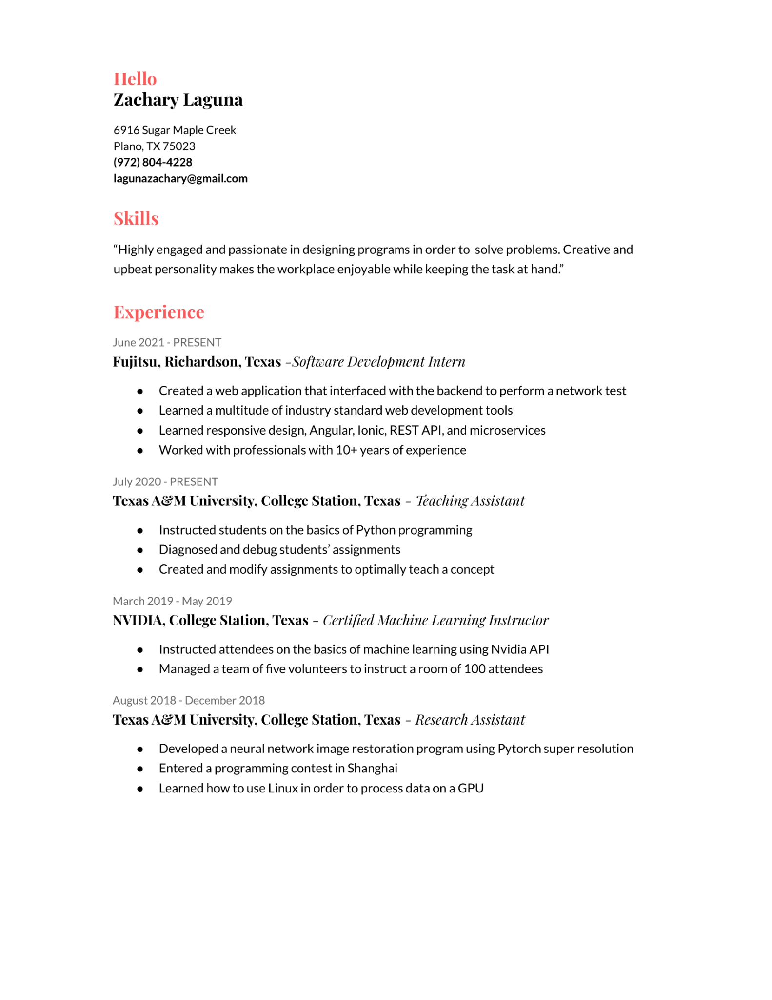 Hello
Zachary Laguna
6916 Sugar Maple Creek
Plano, TX 75023
(972) 804-4228
lagunazachary@gmail.com
Skills
“Highly engaged and passionate in designing programs in order to  solve problems. Creative and
upbeat personality makes the workplace enjoyable while keeping the task at hand.”
Experience
June 2021 - PRESENT
Fujitsu, Richardson, Texas –Software Development Intern
● Created a web application that interfaced with the backend to perform a network test
● Learned a multitude of industry standard web development tools
● Learned responsive design, Angular, Ionic, REST API, and microservices
● Worked with professionals with 10+ years of experience
July 2020 - PRESENT
Texas A&M University, College Station, Texas – Teaching Assistant
● Instructed students on the basics of Python programming
● Diagnosed and debug students’ assignments
● Created and modify assignments to optimally teach a concept
March 2019 - May 2019
NVIDIA, College Station, Texas – Certified Machine Learning Instructor
● Instructed attendees on the basics of machine learning using Nvidia API
● Managed a team of five volunteers to instruct a room of 100 attendees
August 2018 - December 2018
Texas A&M University, College Station, Texas – Research Assistant
● Developed a neural network image restoration program using Pytorch super resolution
● Entered a programming contest in Shanghai
● Learned how to use Linux in order to process data on a GPU